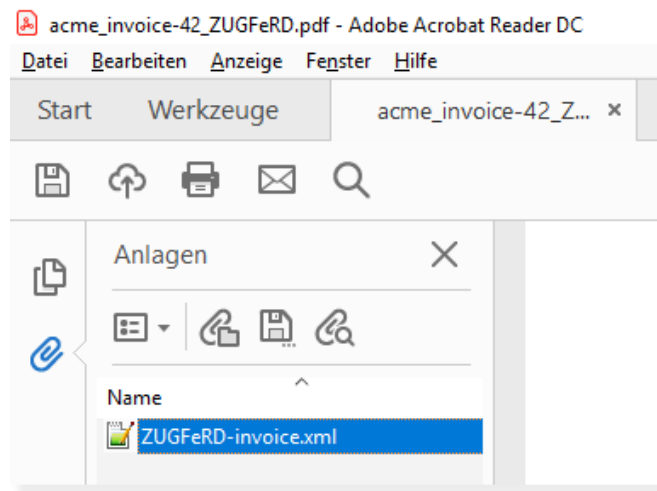 acme_invoice-42_ZUGFeRD.pdf - Adobe Acrobat Reader DC
Datei Bearbeiten Anzeige Fenster Hilfe
Start Werkzeuge acme_invoice-42_Z... ×
Anlagen
Name
ZUGFeRD-invoice.xml